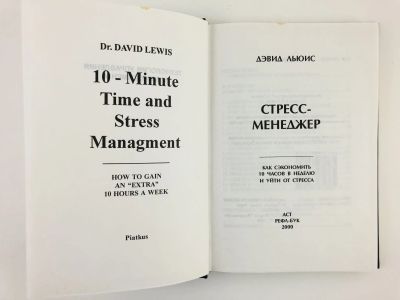 Dr. DAVID LEWIS
10 - Minute
Time and
Stress
Managment
HOW TO GAIN
AN "EXTRA"
10 HOURS A WEEK
Piatkus
ДЭВИД ЛЬЮИС
СТРЕСС-
МЕНЕДЖЕР
КАК СЭКОНОМИТЬ
10 ЧАСОВ В НЕДЕЛЮ
И УЙТИ ОТ СТРЕССА
АСТ
РЕФЛ-БУК
2000